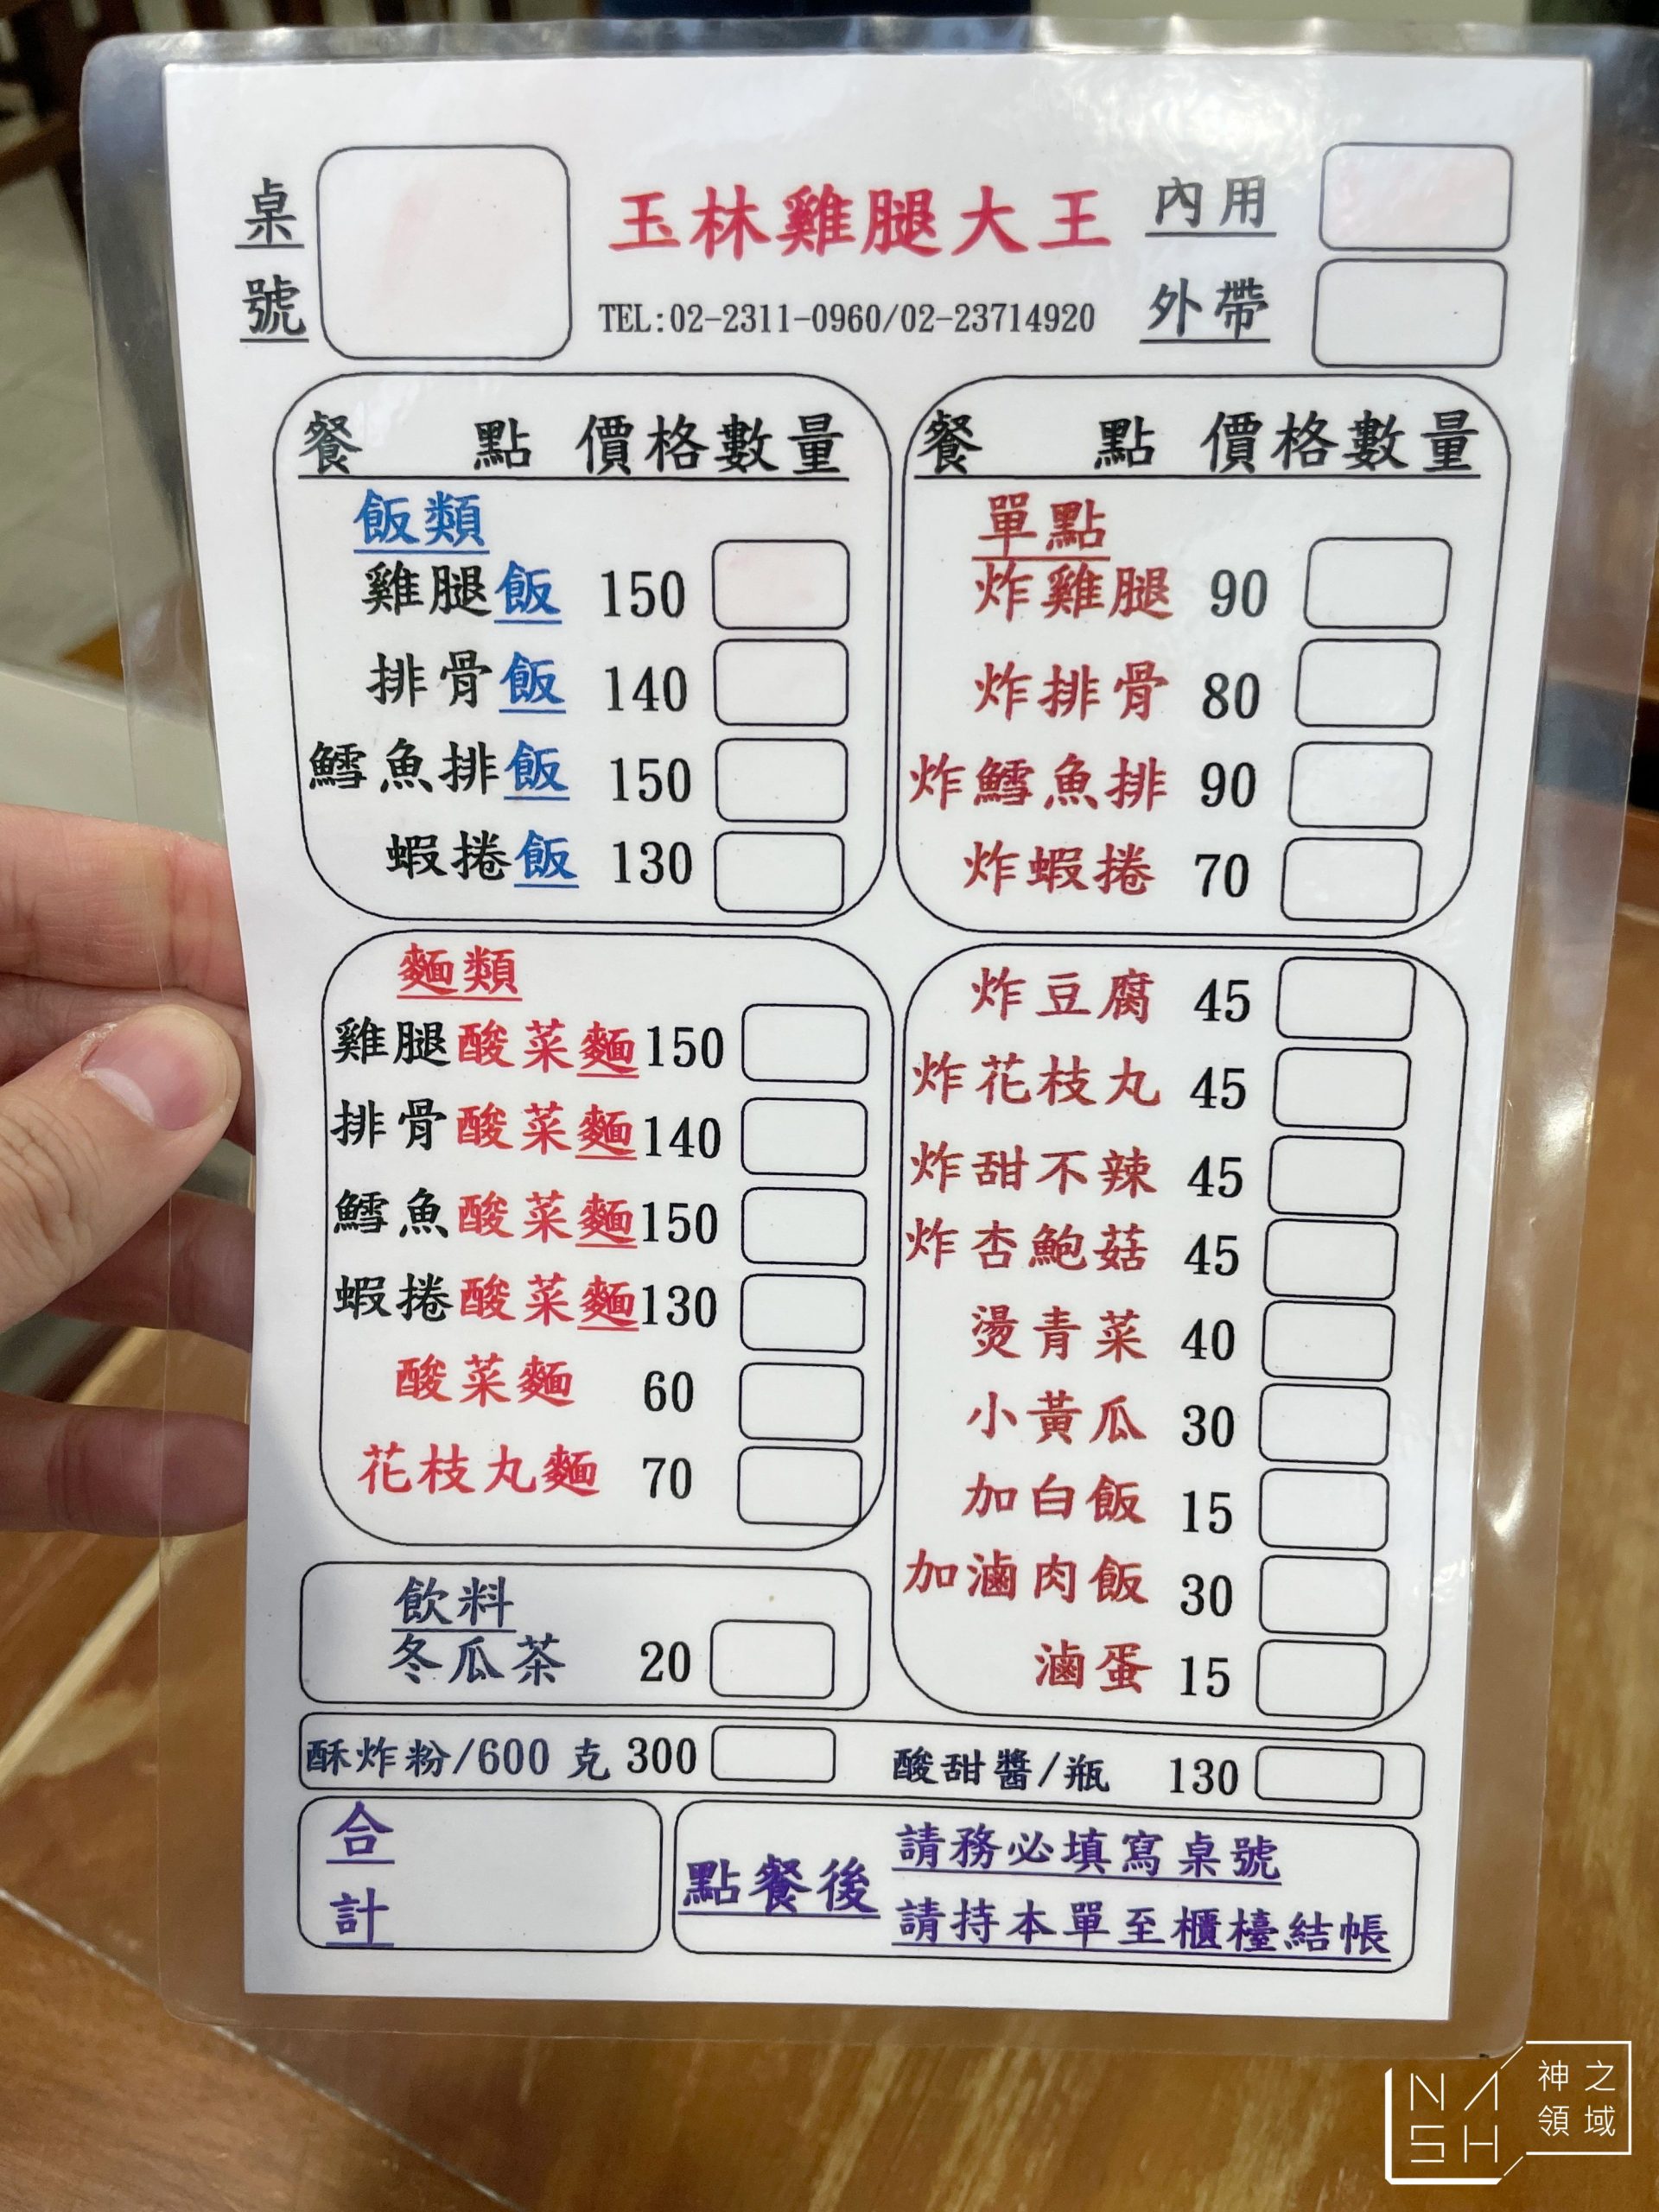 桌號
玉林雞腿大王
TEL:02-2311-0960/02-23714920
內用
外帶
餐 點 價格數量
飯類
雞腿飯 150
排骨飯 140
鱈魚排飯 150
蝦捲飯 130
餐 點 價格數量
單點
炸雞腿 90
炸排骨 80
炸鱈魚排 90
炸蝦捲 70
麵類
雞腿酸菜麵150
排骨酸菜麵140
鱈魚酸菜麵150
蝦捲酸菜麵130
酸菜麵 60
花枝丸麵 70
炸豆腐 45
炸花枝丸 45
炸甜不辣 45
炸杏鮑菇 45
燙青菜 40
小黃瓜 30
加白飯 15
加滷肉飯 30
滷蛋 15
飲料
冬瓜茶 20
酥炸粉/600克 300
酸甜醬/瓶 130
合計
點餐後
請務必填寫桌號
請持本單至櫃檯結帳
NASH
神之
領域